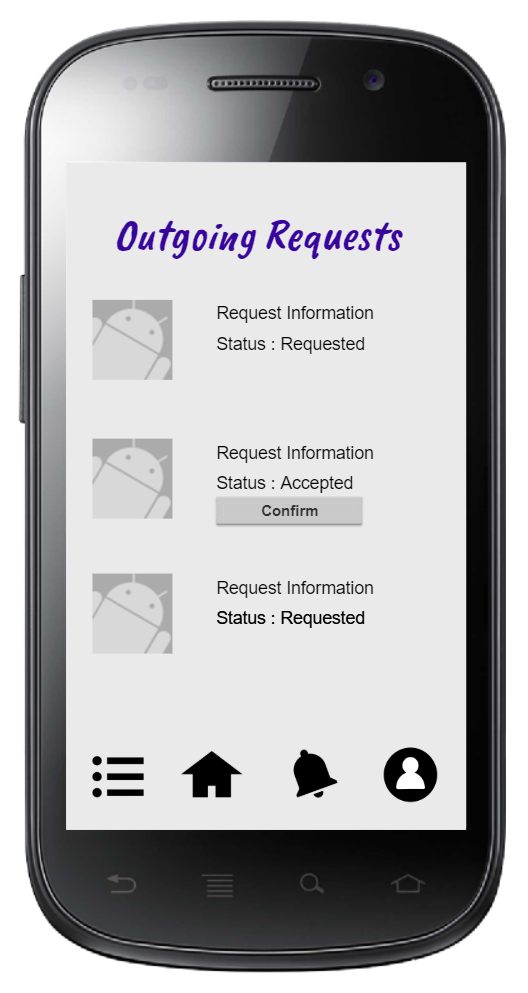 Outgoing Requests
Request Information
Status : Requested
Request Information
Status : Accepted
Confirm
Request Information
Status : Requested